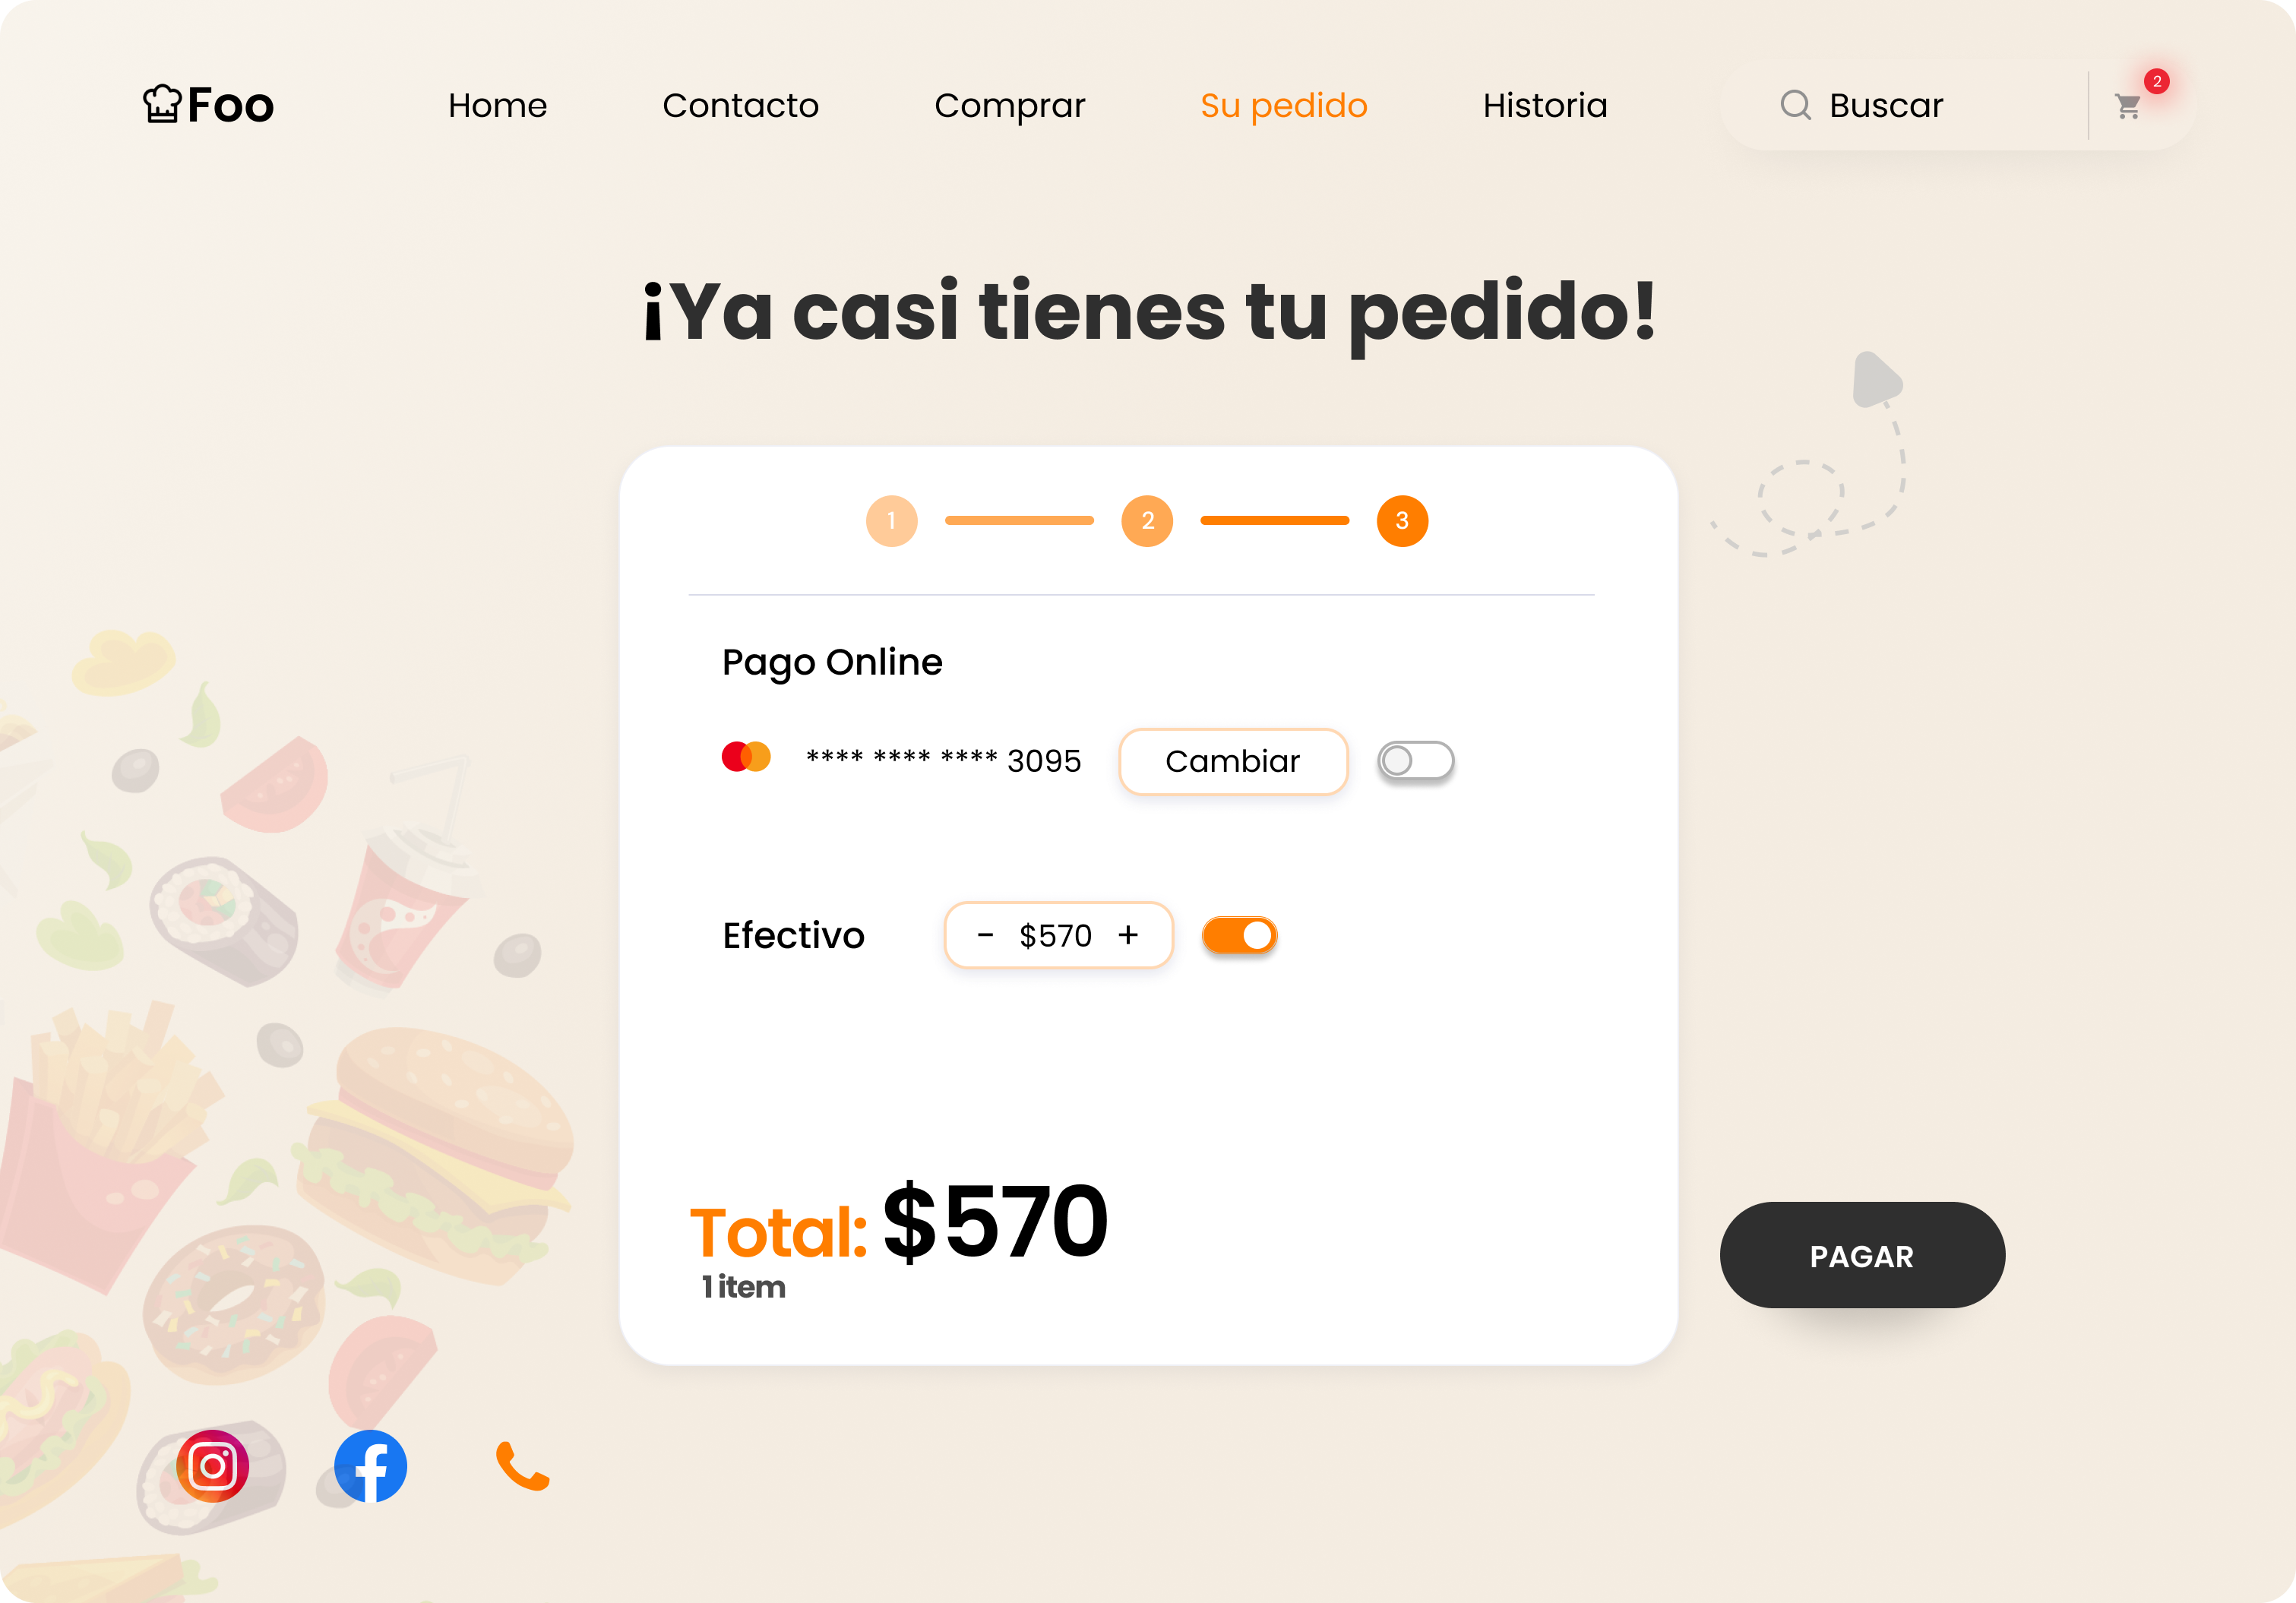 Foo Home Contacto Comprar Su pedido Historia Buscar 2
¡Ya casi tienes tu pedido!
1 2 3
Pago Online
**** **** **** 3095 Cambiar
Efectivo - $570 +
Total: $570
1 item
PAGAR